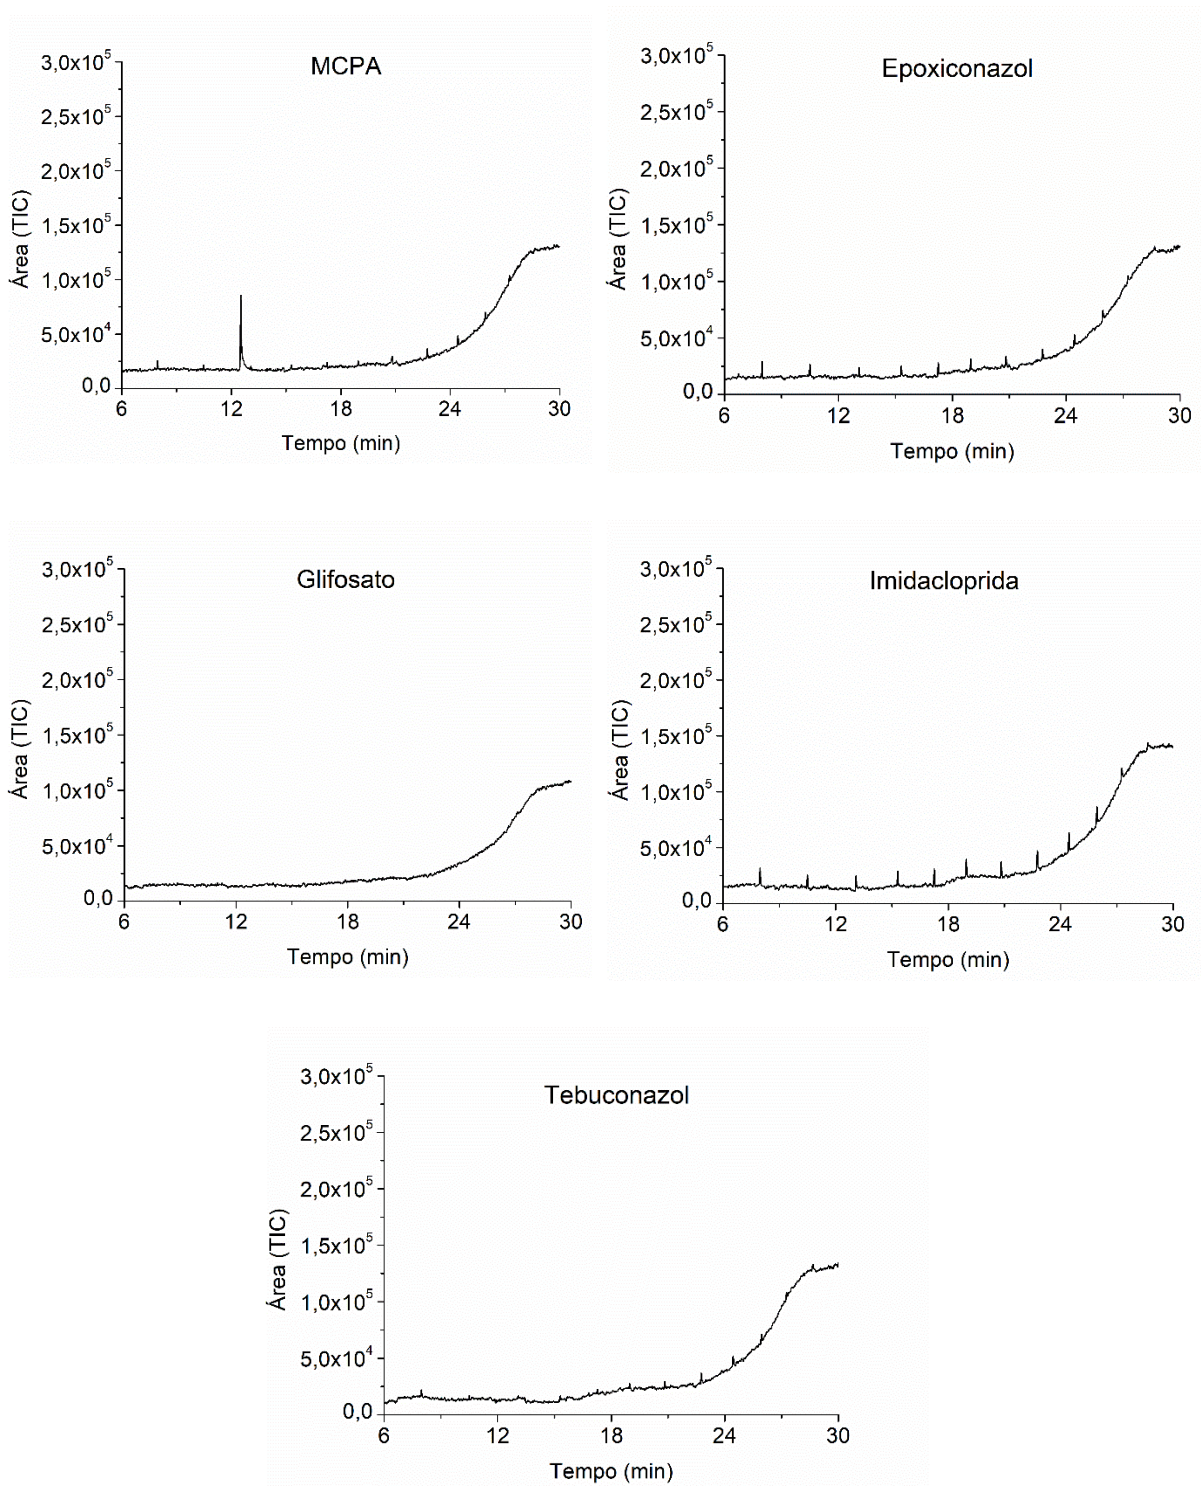 MCPA
3,0x10⁵
2,5x10⁵
2,0x10⁵
1,5x10⁵
1,0x10⁵
5,0x10⁴
0,0
Área (TIC)
6 12 18 24 30
Tempo (min)
Epoxiconazol
3,0x10⁵
2,5x10⁵
2,0x10⁵
1,5x10⁵
1,0x10⁵
5,0x10⁴
0,0
Área (TIC)
6 12 18 24 30
Tempo (min)
Glifosato
3,0x10⁵
2,5x10⁵
2,0x10⁵
1,5x10⁵
1,0x10⁵
5,0x10⁴
0,0
Área (TIC)
6 12 18 24 30
Tempo (min)
Imidacloprida
3,0x10⁵
2,5x10⁵
2,0x10⁵
1,5x10⁵
1,0x10⁵
5,0x10⁴
0,0
Área (TIC)
6 12 18 24 30
Tempo (min)
Tebuconazol
3,0x10⁵
2,5x10⁵
2,0x10⁵
1,5x10⁵
1,0x10⁵
5,0x10⁴
0,0
Área (TIC)
6 12 18 24 30
Tempo (min)